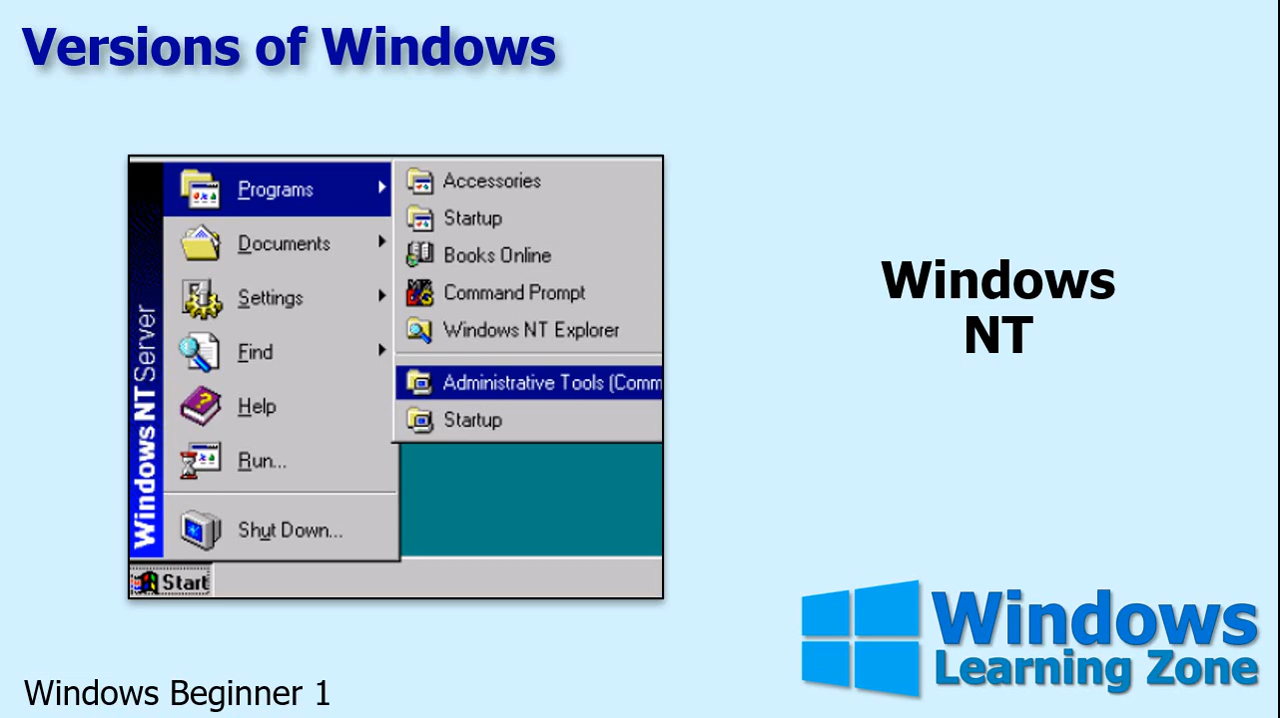 Versions of Windows
Programs
Documents
Settings
Find
Help
Run...
Shut Down...
Windows NT Server
Start
Accessories
Startup
Books Online
Command Prompt
Windows NT Explorer
Administrative Tools (Comm
Startup
Windows
NT
Windows
Learning Zone
Windows Beginner 1